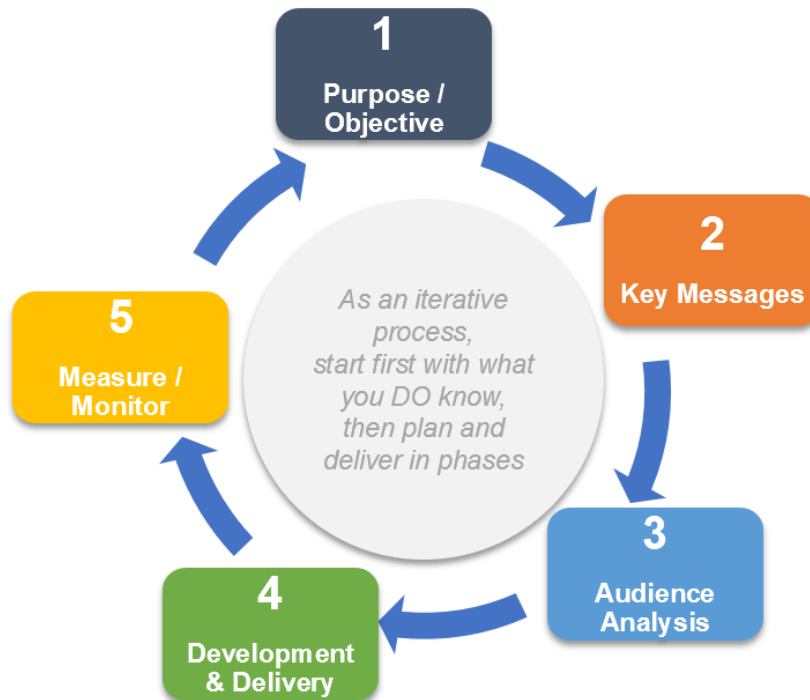 1
Purpose /
Objective
2
Key Messages
3
Audience
Analysis
4
Development
& Delivery
5
Measure /
Monitor
As an iterative
process,
start first with what
you DO know,
then plan and
deliver in phases